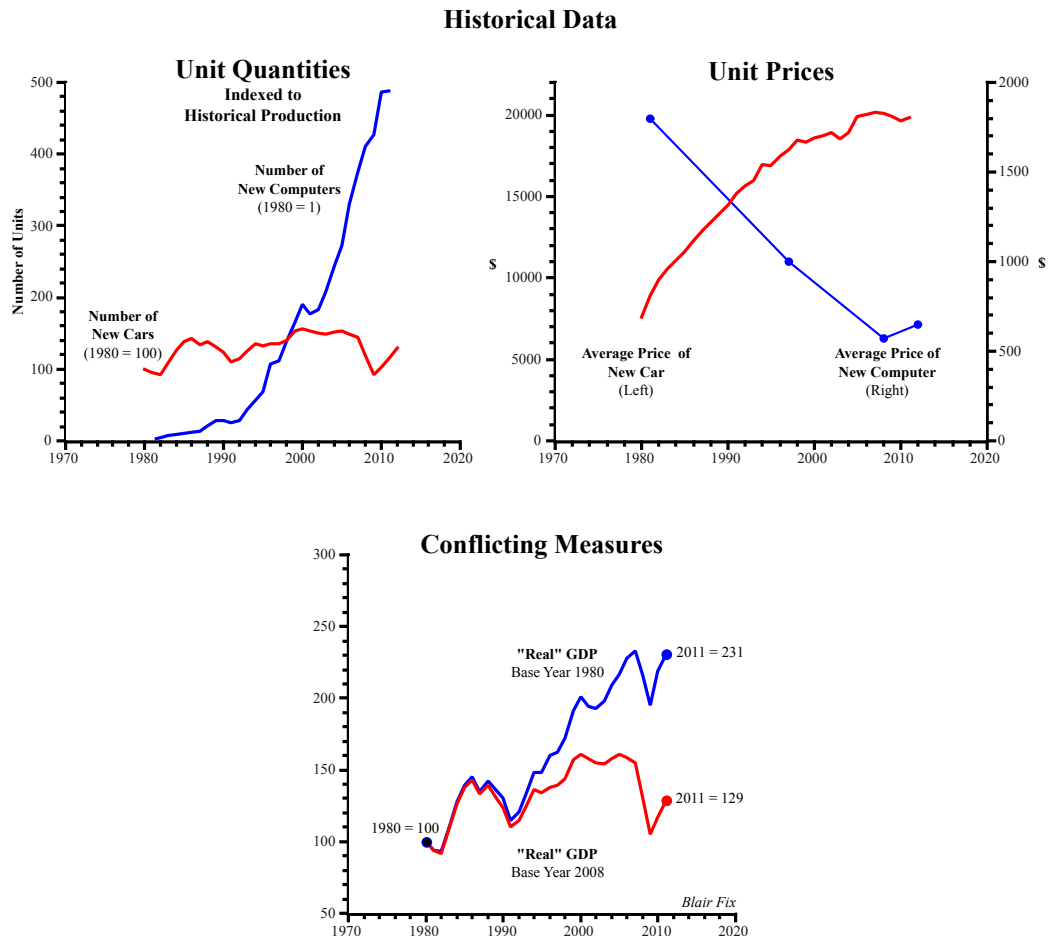 Historical Data
Unit Quantities
Indexed to
Historical Production
Number of
New Computers
(1980 = 1)
Number of
New Cars
(1980 = 100)
Number of Units
500
400
300
200
100
0
1970
1980
1990
2000
2010
2020
Unit Prices
$
20000
15000
10000
5000
0
2000
1500
1000
500
0
$
Average Price of
New Car
(Left)
Average Price of
New Computer
(Right)
1970
1980
1990
2000
2010
2020
Conflicting Measures
300
250
200
150
100
50
"Real" GDP
Base Year 1980
2011 = 231
1980 = 100
2011 = 129
"Real" GDP
Base Year 2008
Blair Fix
1970
1980
1990
2000
2010
2020